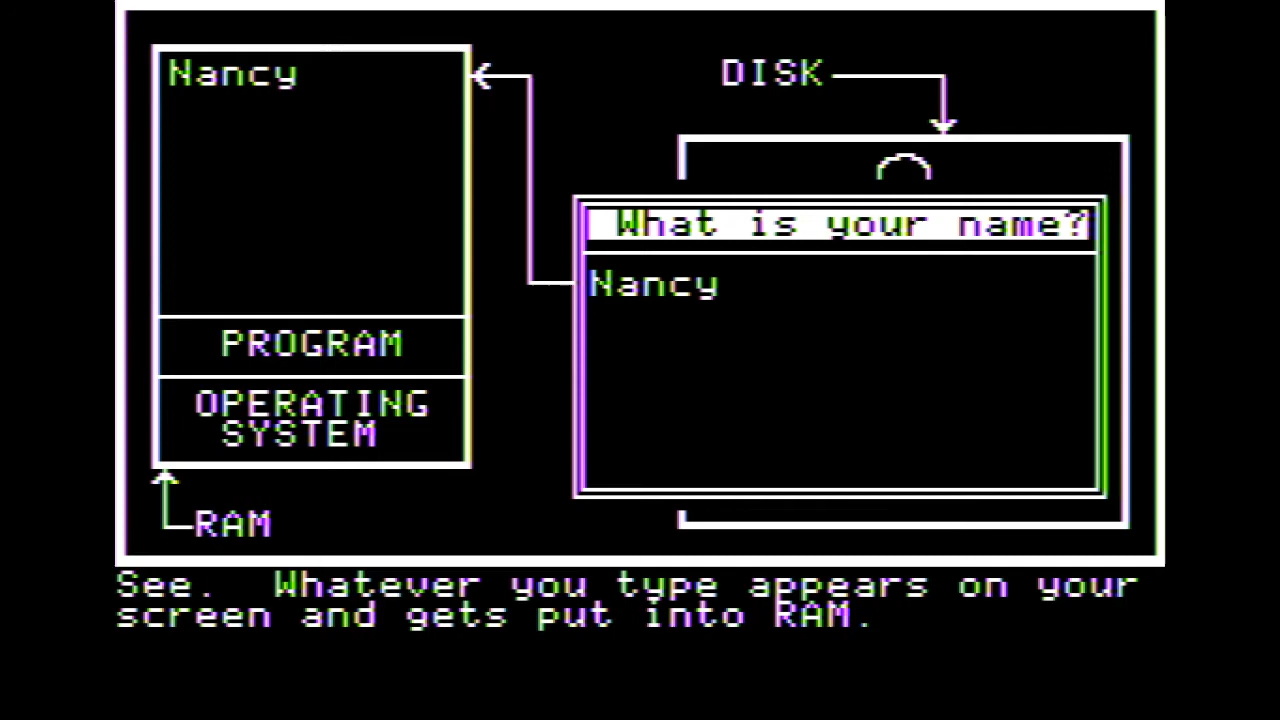 Nancy
DISK
What is your name?
Nancy
PROGRAM
OPERATING
SYSTEM
RAM
See.  Whatever you type appears on your
screen and gets put into RAM.